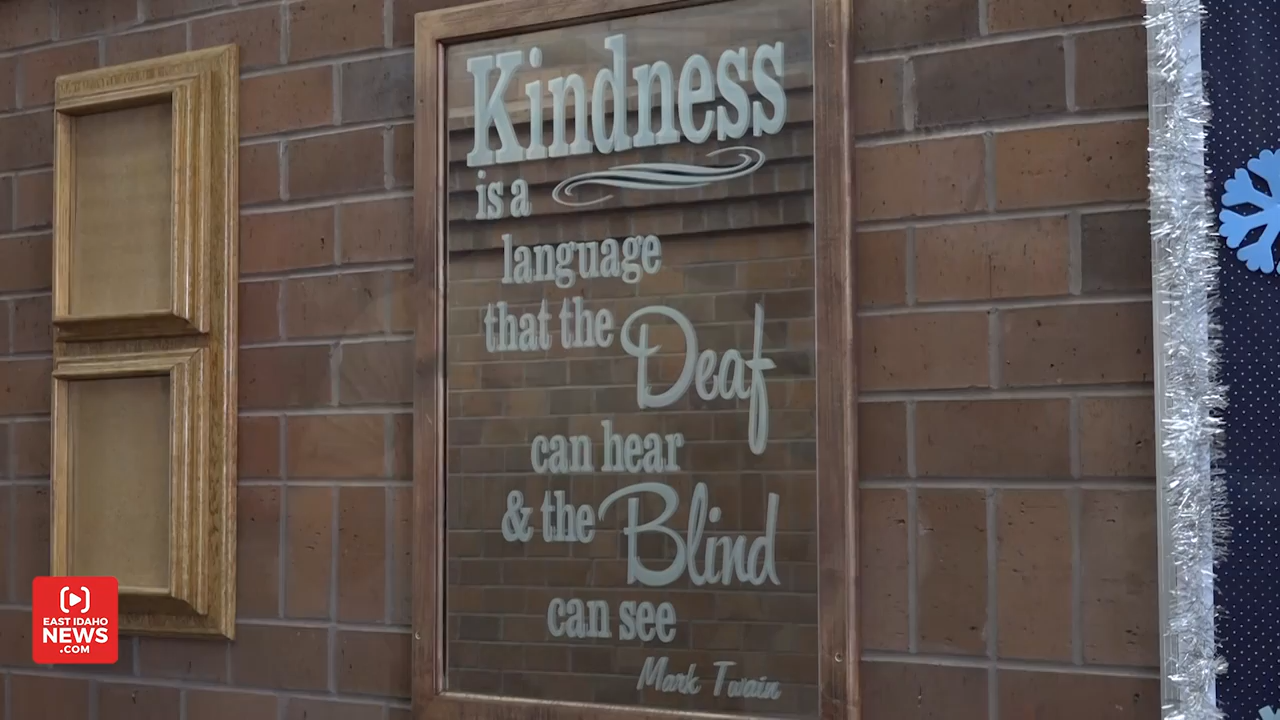 Kindness
is a
language
that the Deaf
can hear
& the Blind
can see
Mark Twain
EAST IDAHO
NEWS
.COM